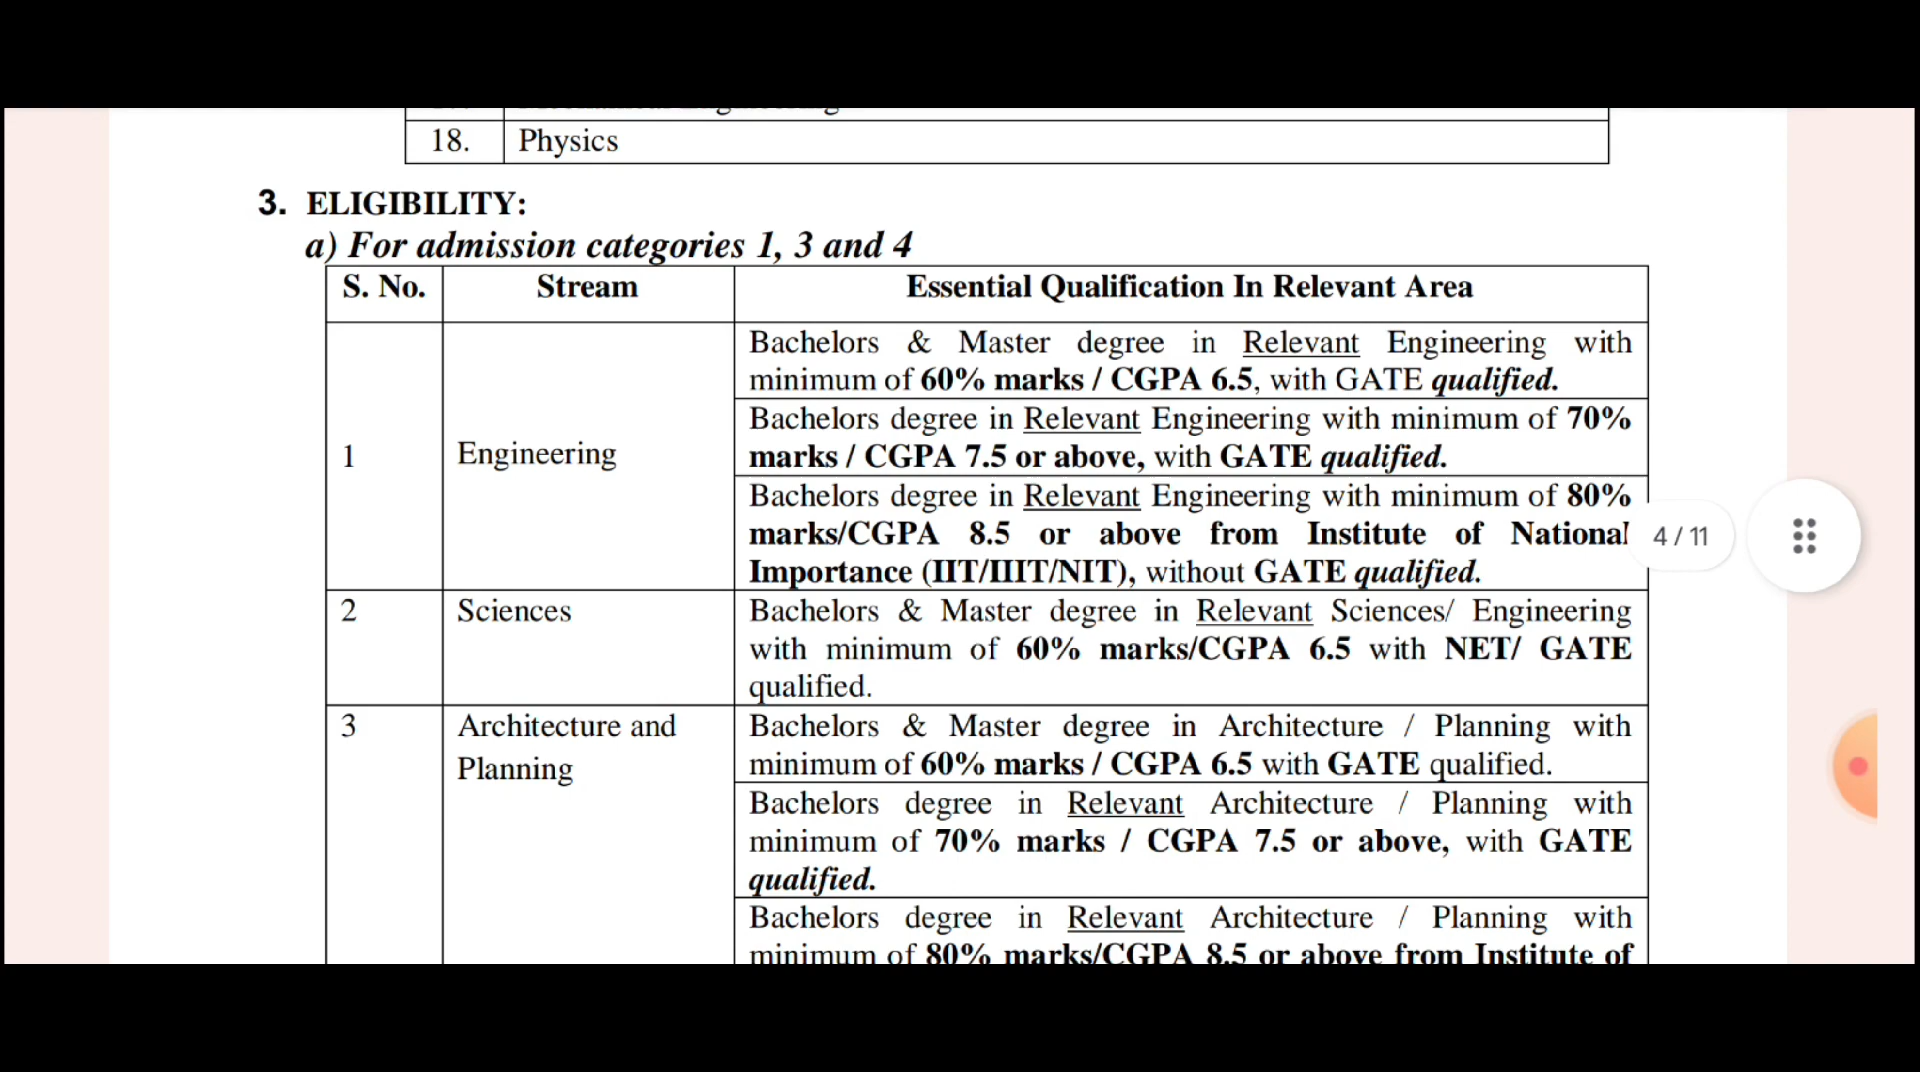 18. Physics
3. ELIGIBILITY:
a) For admission categories 1, 3 and 4
S. No. Stream Essential Qualification In Relevant Area
1 Engineering
Bachelors & Master degree in Relevant Engineering with
minimum of 60% marks / CGPA 6.5, with GATE qualified.
Bachelors degree in Relevant Engineering with minimum of 70%
marks / CGPA 7.5 or above, with GATE qualified.
Bachelors degree in Relevant Engineering with minimum of 80%
marks/CGPA 8.5 or above from Institute of National
Importance (IIT/IIIT/NIT), without GATE qualified.
2 Sciences
Bachelors & Master degree in Relevant Sciences/ Engineering
with minimum of 60% marks/CGPA 6.5 with NET/ GATE
qualified.
3 Architecture and
Planning
Bachelors & Master degree in Architecture / Planning with
minimum of 60% marks / CGPA 6.5 with GATE qualified.
Bachelors degree in Relevant Architecture / Planning with
minimum of 70% marks / CGPA 7.5 or above, with GATE
qualified.
Bachelors degree in Relevant Architecture / Planning with
minimum of 80% marks/CGPA 8.5 or above from Institute of
4 / 11